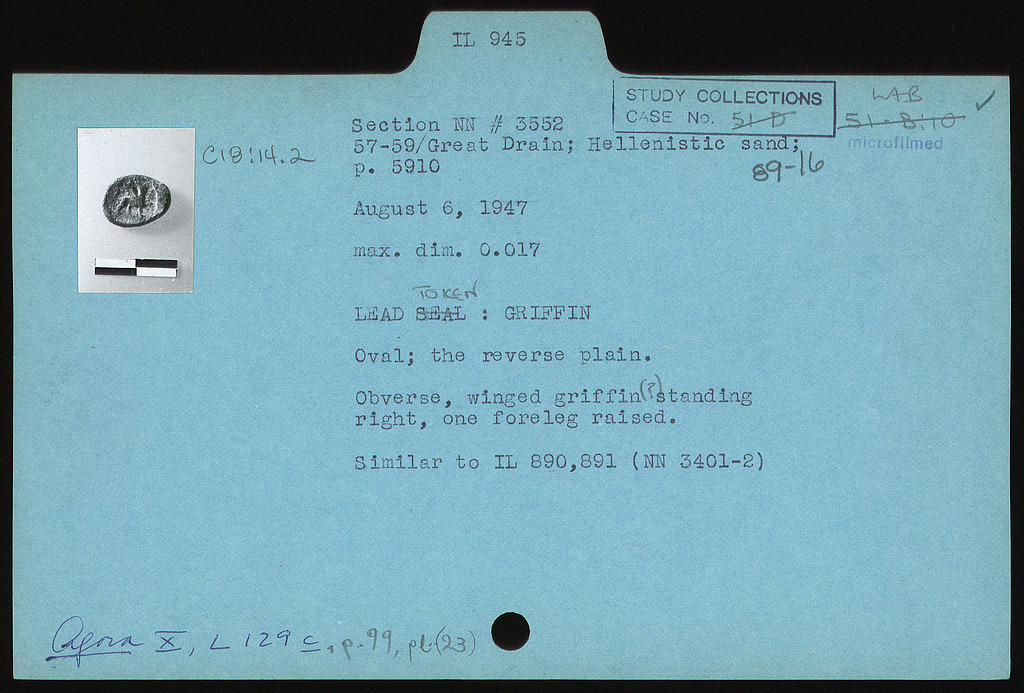 IL 945
STUDY COLLECTIONS
CASE No. 51 D
LAB
51-8:10
microfilmed
C18:14.2
Section NN # 3552
57-59/Great Drain; Hellenistic sand;
p. 5910
89-16
August 6, 1947
max. dim. 0.017
TOKEN
LEAD SEAL : GRIFFIN
Oval; the reverse plain.
Obverse, winged griffin(?)standing
right, one foreleg raised.
Similar to IL 890,891 (NN 3401-2)
Agora X, L 129 c, p. 99, pl.(23)